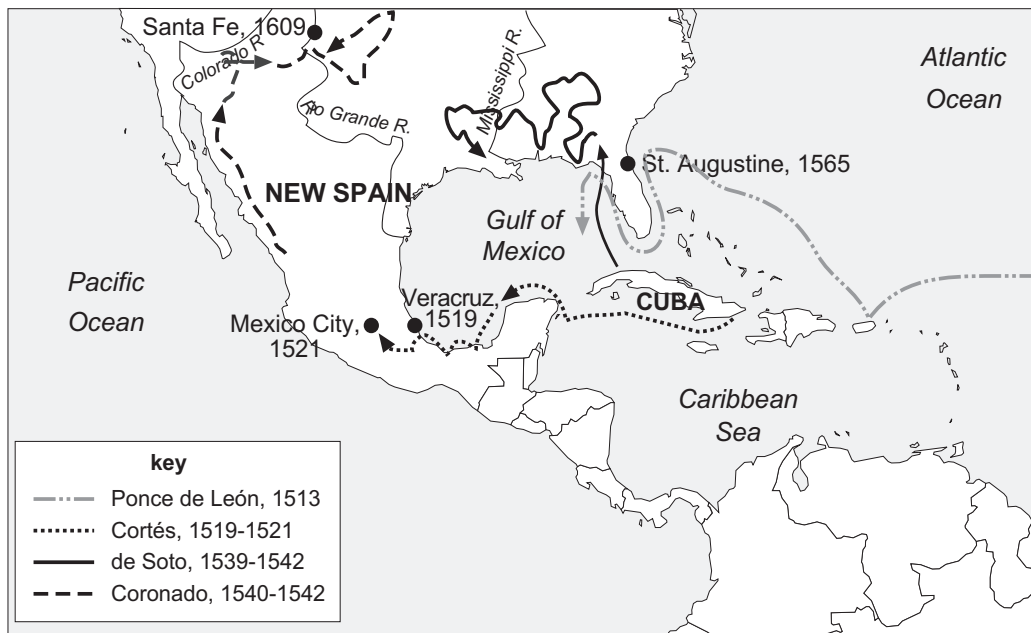 Santa Fe, 1609
Colorado R.
Rio Grande R.
Mississippi R.
Atlantic
Ocean
St. Augustine, 1565
NEW SPAIN
Gulf of
Mexico
Pacific
Ocean
CUBA
Veracruz,
1519
Mexico City,
1521
Caribbean
Sea
key
Ponce de León, 1513
Cortés, 1519-1521
de Soto, 1539-1542
Coronado, 1540-1542